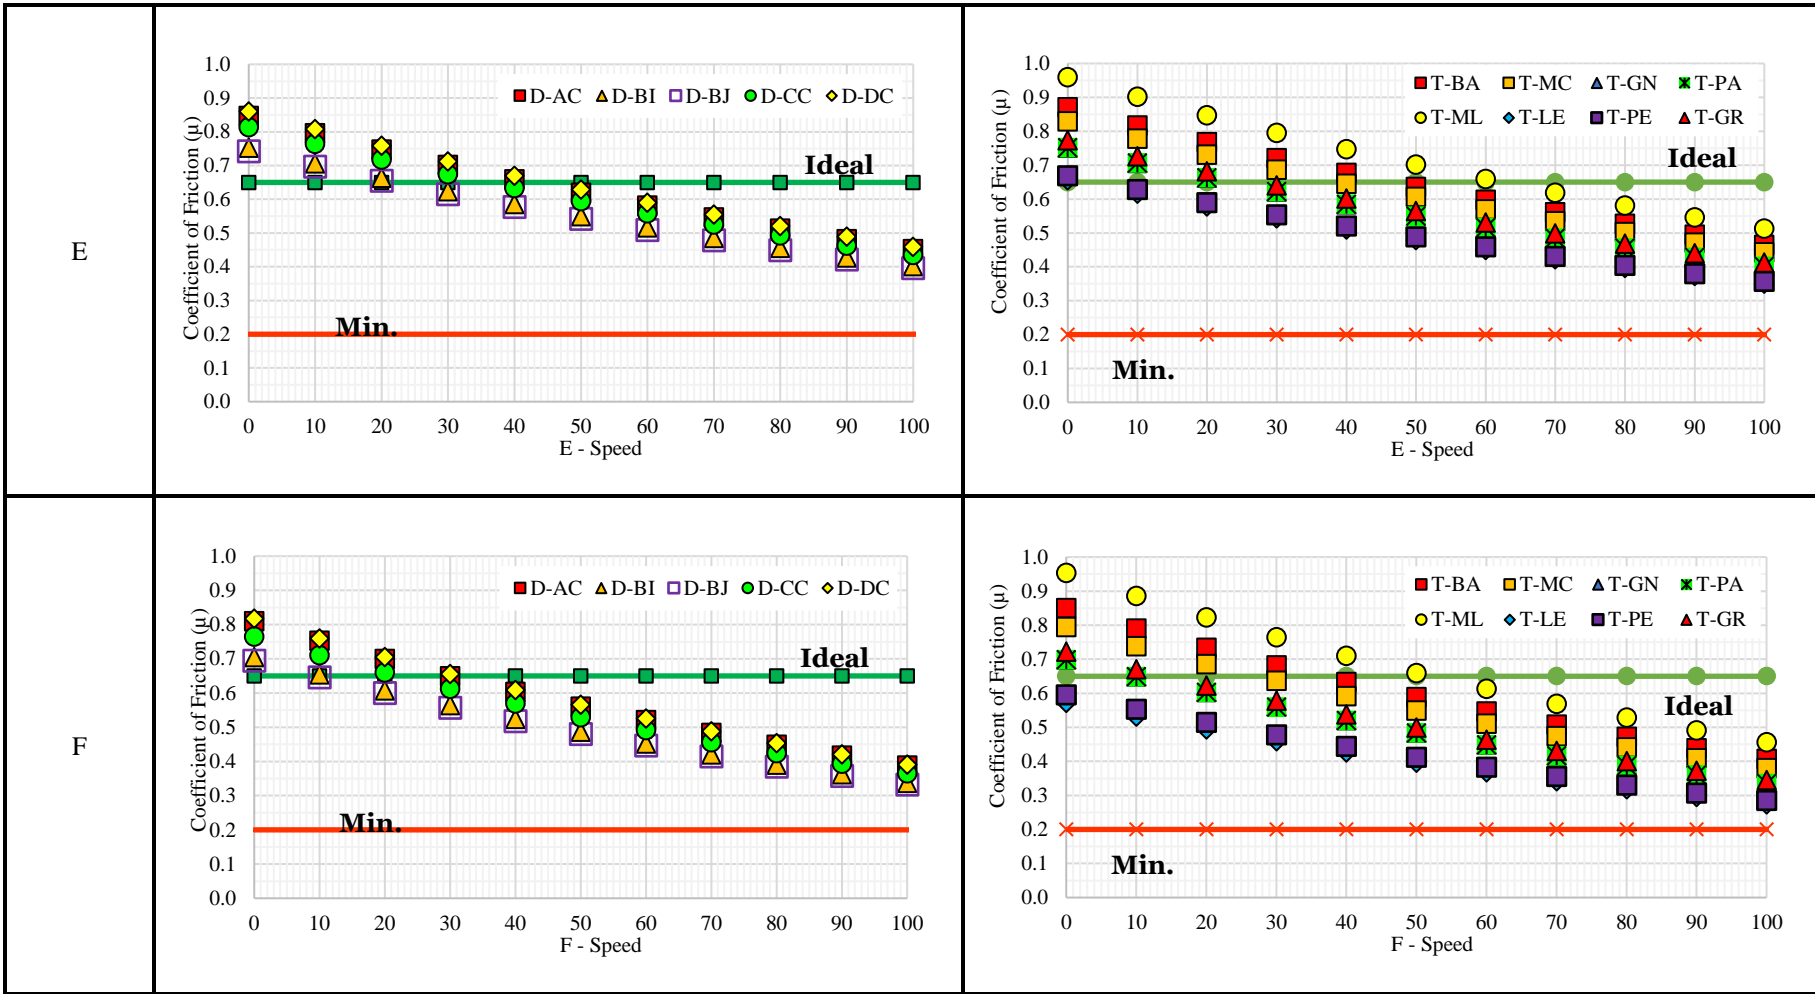 E
Coefficient of Friction (μ)
1.0
0.9
0.8
0.7
0.6
0.5
0.4
0.3
0.2
0.1
0.0
D-AC D-BI D-BJ D-CC D-DC
Ideal
Min.
0 10 20 30 40 50 60 70 80 90 100
E - Speed
Coefficient of Friction (μ)
1.0
0.9
0.8
0.7
0.6
0.5
0.4
0.3
0.2
0.1
0.0
T-BA T-MC T-GN T-PA
T-ML T-LE T-PE T-GR
Ideal
Min.
0 10 20 30 40 50 60 70 80 90 100
E - Speed
F
Coefficient of Friction (μ)
1.0
0.9
0.8
0.7
0.6
0.5
0.4
0.3
0.2
0.1
0.0
D-AC D-BI D-BJ D-CC D-DC
Ideal
Min.
0 10 20 30 40 50 60 70 80 90 100
F - Speed
Coefficient of Friction (μ)
1.0
0.9
0.8
0.7
0.6
0.5
0.4
0.3
0.2
0.1
0.0
T-BA T-MC T-GN T-PA
T-ML T-LE T-PE T-GR
Ideal
Min.
0 10 20 30 40 50 60 70 80 90 100
F - Speed